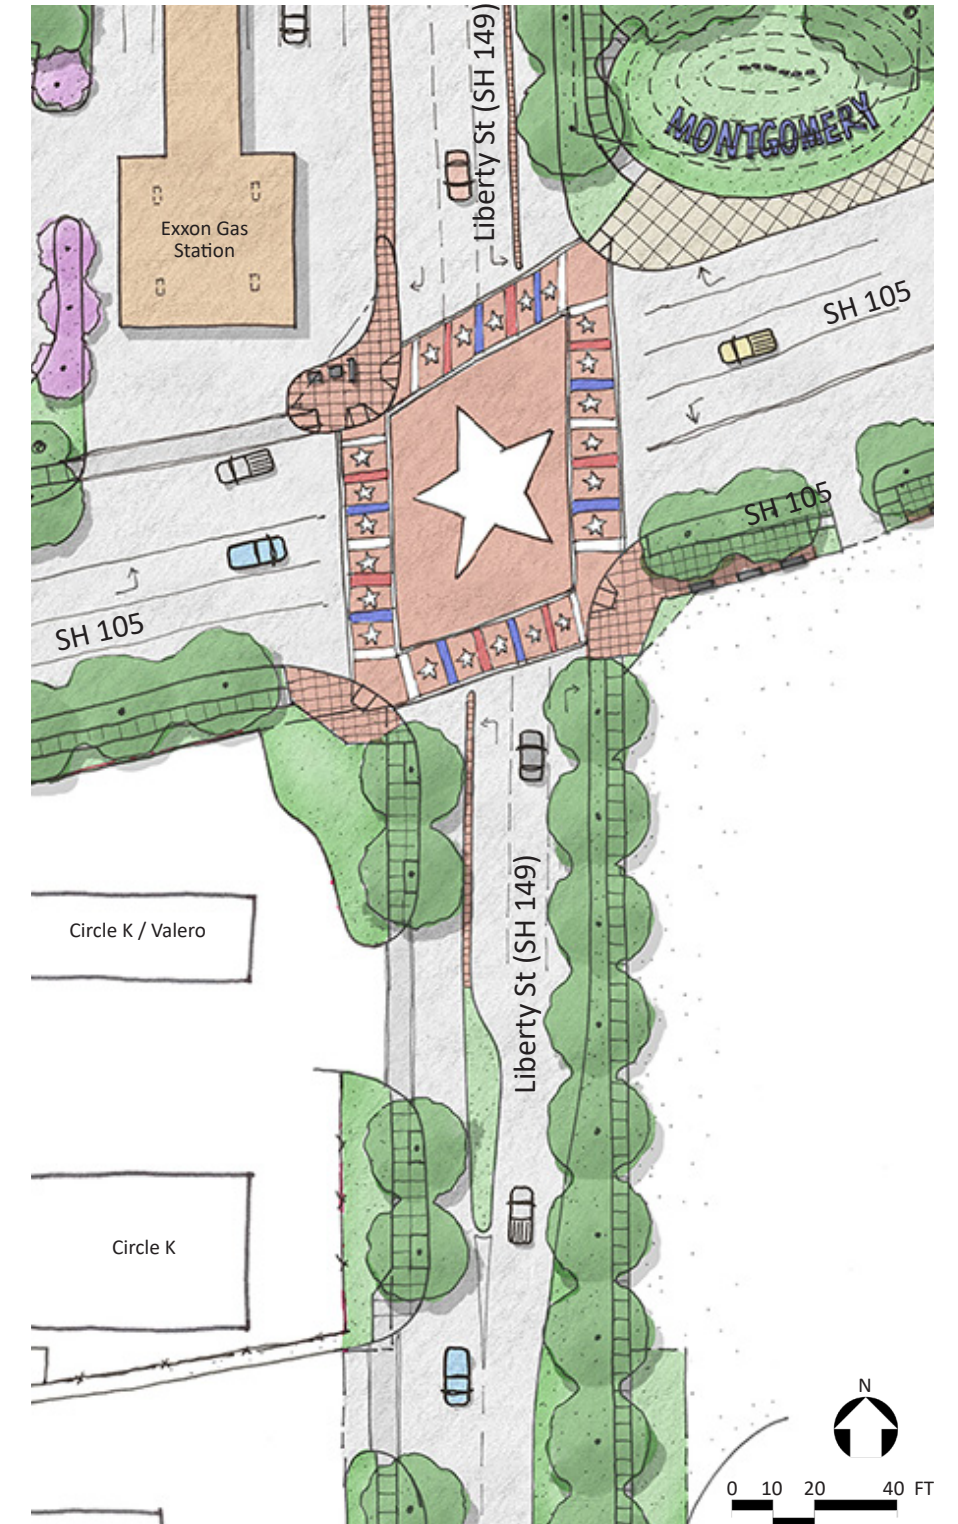 Liberty St (SH 149)
MONTGOMERY
Exxon Gas
Station
SH 105
SH 105
SH 105
Circle K / Valero
Liberty St (SH 149)
Circle K
N
0 10 20 40 FT